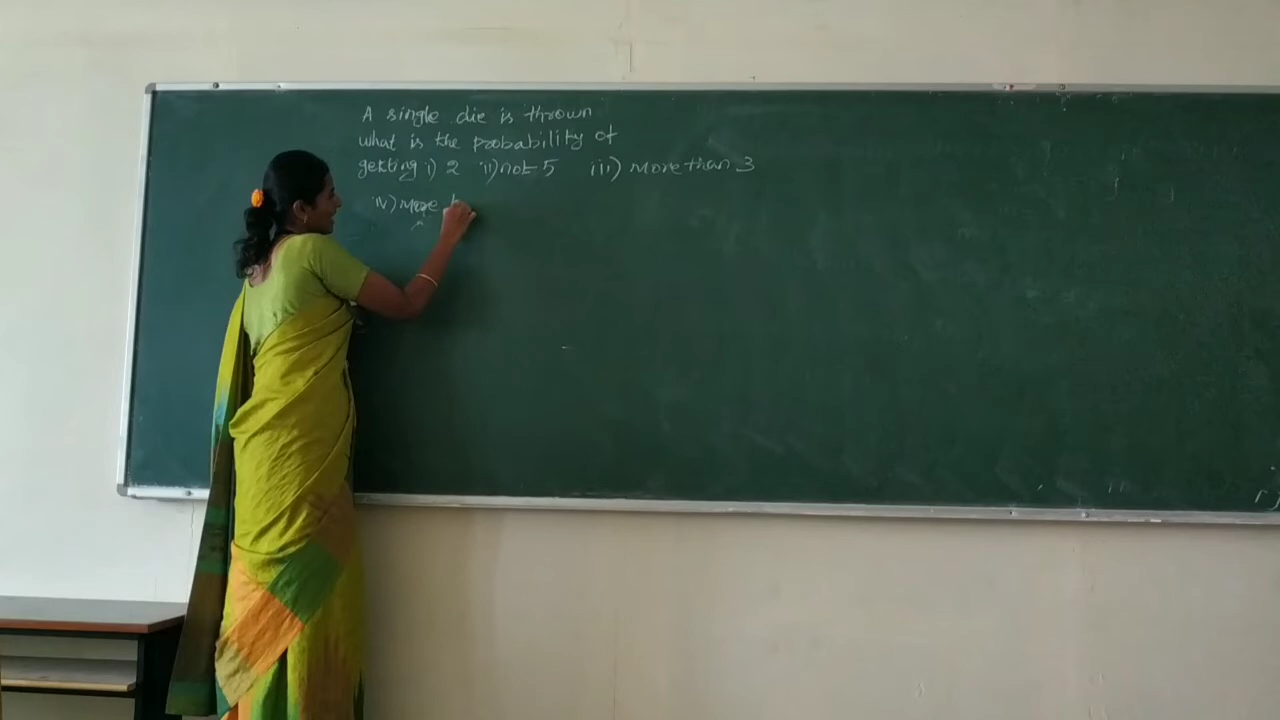 A single die is thrown
what is the probability of
getting i) 2 ii) not 5 iii) More than 3
iv) More